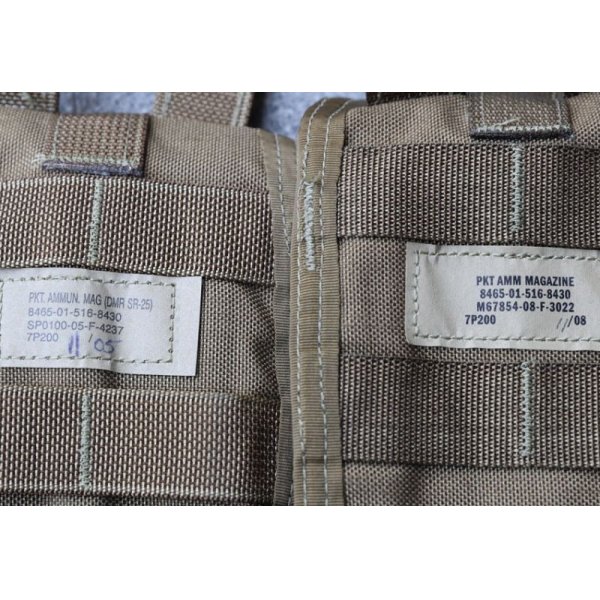 PKT. AMMUN. MAG (DMR SR-25)
8465-01-516-8430
SP0100-05-F-4237
7P200 11/'05
PKT AMM MAGAZINE
8465-01-516-8430
M67854-08-F-3022
7P200 11/08